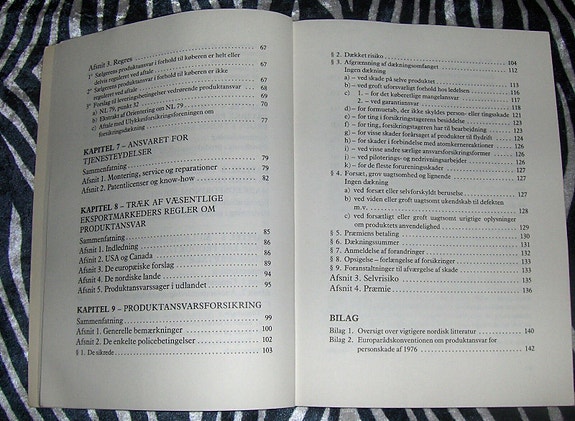 Afsnit 3. Regres 67
1° Sælgerens produktansvar i forhold til køberen er helt eller
delvis reguleret ved aftale 67
2° Sælgerens produktansvar i forhold til køberen er ikke
reguleret ved aftale 68
3° Forslag til leveringsbetingelser vedrørende produktansvar 69
a) NL 79, punkt 32 69
b) Ekstrakt af Orientering om NL 79 70
c) Aftale med Ulykkesforsikringsforeningen om
forsikringsdækning 77
KAPITEL 7 – ANSVARET FOR
TJENESTEYDELSER
Sammenfatning 79
Afsnit 1. Montering, service og reparationer 79
Afsnit 2. Patentlicenser og know-how 82
KAPITEL 8 – TRÆK AF VÆSENTLIGE
EKSPORTMARKEDERS REGLER OM
PRODUKTANSVAR
Sammenfatning 85
Afsnit 1. Indledning 86
Afsnit 2. USA og Canada 86
Afsnit 3. De europæiske forslag 89
Afsnit 4. De nordiske lande 94
Afsnit 5. Produktansvarssager i udlandet 95
KAPITEL 9 – PRODUKTANSVARSFORSIKRING
Sammenfatning 99
Afsnit 1. Generelle bemærkninger 100
Afsnit 2. De enkelte policebetingelser 102
§ 1. De sikrede 103
§ 2. Dækket risiko 104
§ 3. Afgrænsning af dækningsomfanget 112
Ingen dækning
a) – ved skade på selve produktet 113
b) – ved groft uforsvarligt forhold hos ledelsen 116
c) 1. – for det køberetlige mangelsansvar 117
2. – ved garantiansvar 118
d) – for formuetab, der ikke skyldes person- eller tingsskade
e) – for ting i forsikringstagerens besiddelse
f) – for ting, forsikringstageren har til bearbejdning
g) – for visse skader forårsaget af produkter til flydrift
h) – for skader i forbindelse med atomkernereaktioner
i) – ved visse andre særlige ansvarsforsikringsformer
j) – ved piloterings- og nedrivningsarbejder
k) – for de fleste forureningsskader
§ 4. Forsæt, grov uagtsomhed og lignende
Ingen dækning
a) – ved forsæt eller selvforskyldt beruselse 127
b) – ved viden eller groft uagtsomt ukendskab til defekten
m.v. 128
c) – ved forsætligt eller groft uagtsomt urigtige oplysninger
om produktets anvendelighed 129
§ 5. Præmiens betaling 130
§ 6. Dækningssummer 131
§ 7. Anmeldelse af forandringer 132
§ 8. Opsigelse – forlængelse af forsikringer 133
§ 9. Foranstaltninger til afværgelse af skade 133
Afsnit 3. Selvrisiko 135
Afsnit 4. Præmie 136
BILAG
Bilag 1. Oversigt over vigtigere nordisk litteratur 140
Bilag 2. Europarådskonventionen om produktansvar for
personskade af 1976 142